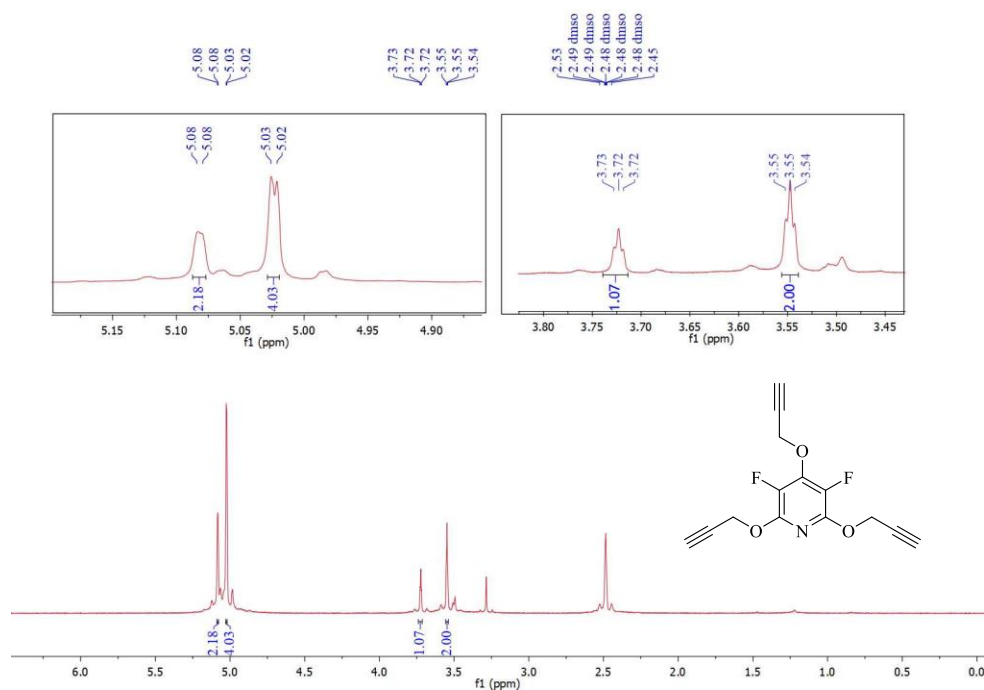 5.08
5.08
5.03
5.02
3.73
3.72
3.72
3.55
3.55
3.54
2.53
2.49 dmso
2.49 dmso
2.48 dmso
2.48 dmso
2.48 dmso
2.45
5.08
5.08
5.03
5.02
2.18
4.03
5.15 5.10 5.05 5.00 4.95 4.90
f1 (ppm)
3.73
3.72
3.72
3.55
3.55
3.54
1.07
2.00
3.80 3.75 3.70 3.65 3.60 3.55 3.50 3.45
f1 (ppm)
O
F F
O N O
2.18
4.03
1.07
2.00
6.0 5.5 5.0 4.5 4.0 3.5 3.0 2.5 2.0 1.5 1.0 0.5 0.0
f1 (ppm)